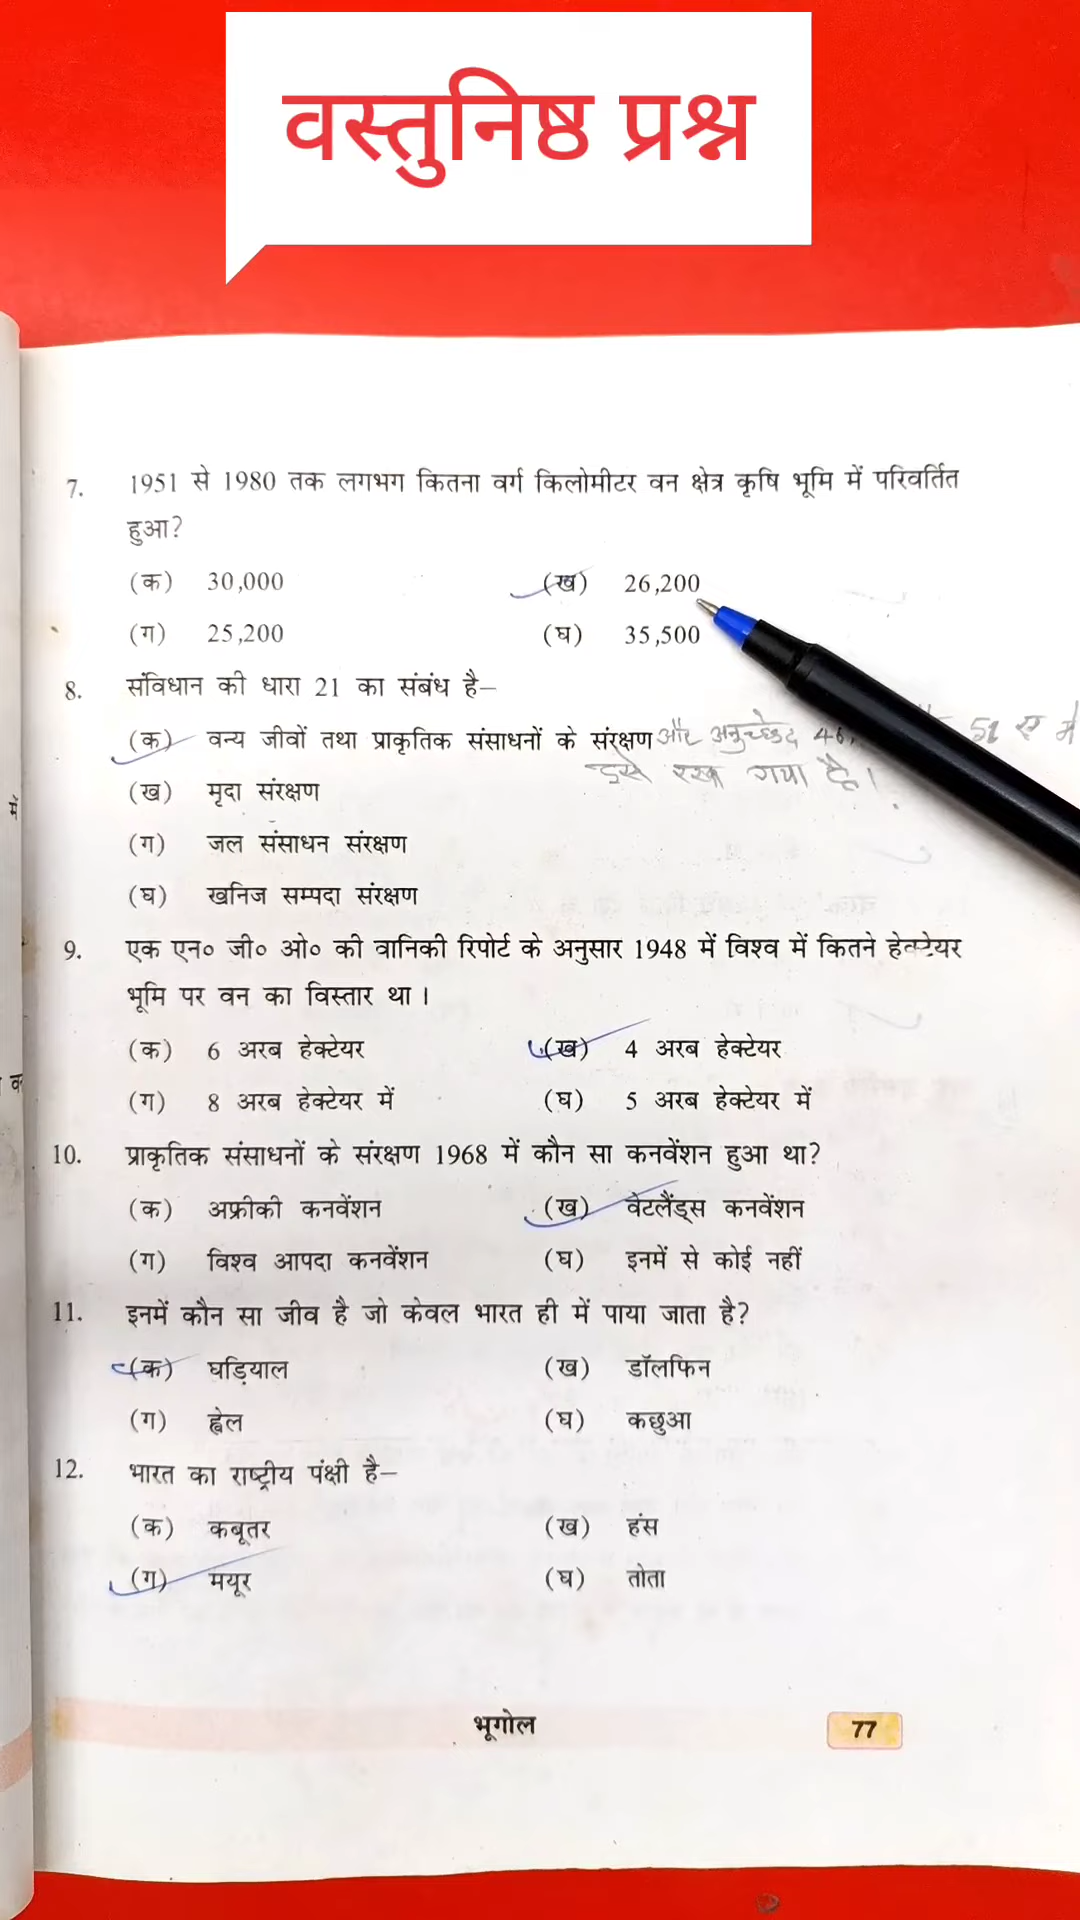 वस्तुनिष्ठ प्रश्न
7. 1951 से 1980 तक लगभग कितना वर्ग किलोमीटर वन क्षेत्र कृषि भूमि में परिवर्तित
हुआ?
(क) 30,000 (ख) 26,200
(ग) 25,200 (घ) 35,500
8. संविधान की धारा 21 का संबंध है–
(क) वन्य जीवों तथा प्राकृतिक संसाधनों के संरक्षण और अनुच्छेद 51 ए में
इसे रखा गया है।
(ख) मृदा संरक्षण
(ग) जल संसाधन संरक्षण
(घ) खनिज सम्पदा संरक्षण
9. एक एन० जी० ओ० की वानिकी रिपोर्ट के अनुसार 1948 में विश्व में कितने हेक्टेयर
भूमि पर वन का विस्तार था ।
(क) 6 अरब हेक्टेयर (ख) 4 अरब हेक्टेयर
(ग) 8 अरब हेक्टेयर में (घ) 5 अरब हेक्टेयर में
10. प्राकृतिक संसाधनों के संरक्षण 1968 में कौन सा कनवेंशन हुआ था?
(क) अफ्रीकी कनवेंशन (ख) वेटलैंड्स कनवेंशन
(ग) विश्व आपदा कनवेंशन (घ) इनमें से कोई नहीं
11. इनमें कौन सा जीव है जो केवल भारत ही में पाया जाता है?
(क) घड़ियाल (ख) डॉलफिन
(ग) ह्वेल (घ) कछुआ
12. भारत का राष्ट्रीय पंक्षी है–
(क) कबूतर (ख) हंस
(ग) मयूर (घ) तोता
भूगोल 77